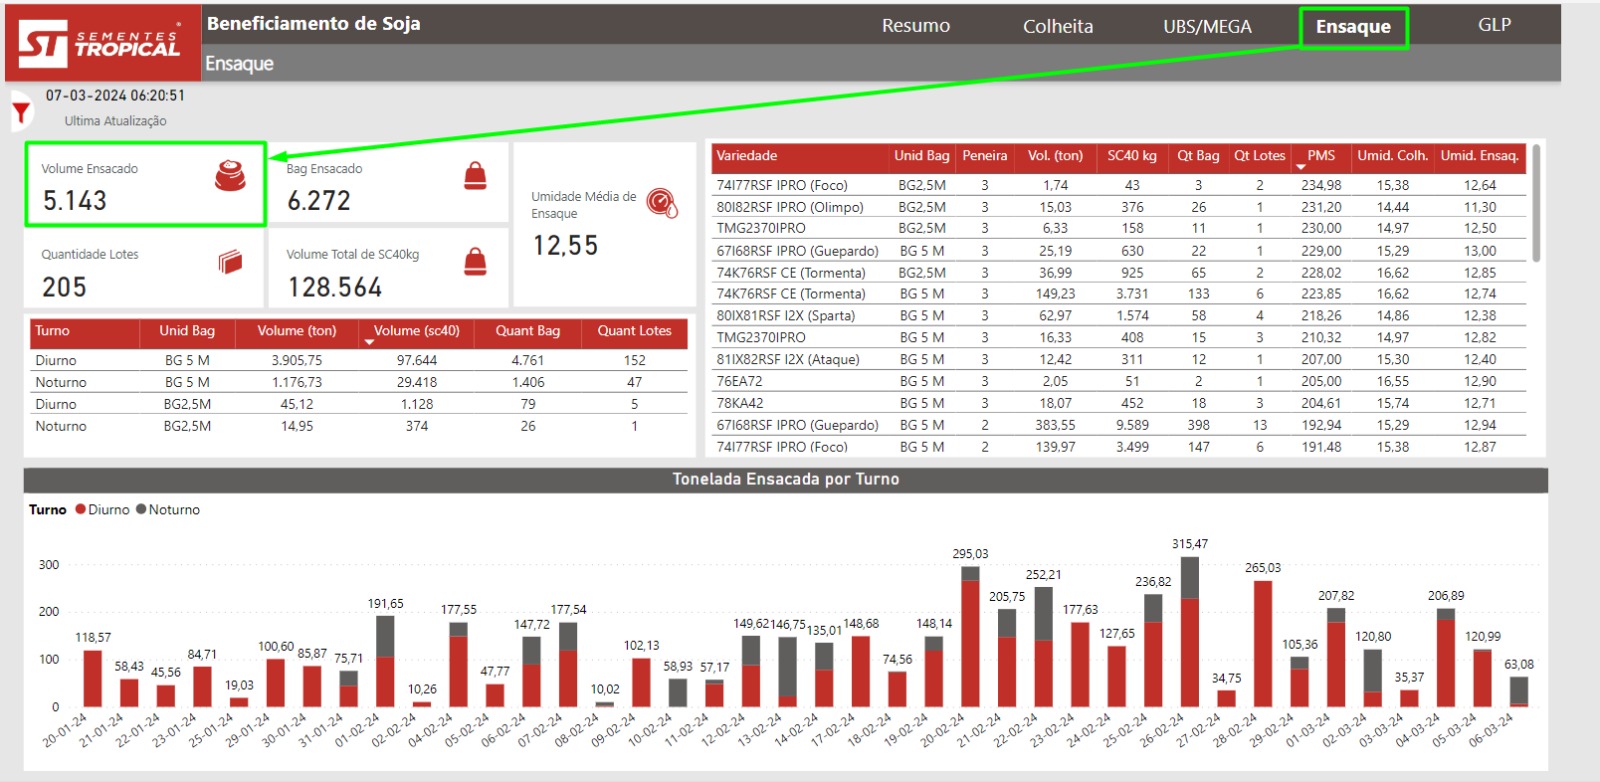 ST SEMENTES TROPICAL
Beneficiamento de Soja
Resumo Colheita UBS/MEGA Ensaque GLP
Ensaque
07-03-2024 06:20:51
Ultima Atualização
Volume Ensacado
5.143
Bag Ensacado
6.272
Umidade Média de
Ensaque
12,55
Quantidade Lotes
205
Volume Total de SC40kg
128.564
Turno Unid Bag Volume (ton) Volume (sc40) Quant Bag Quant Lotes
Diurno BG 5 M 3.905,75 97.644 4.761 152
Noturno BG 5 M 1.176,73 29.418 1.406 47
Diurno BG2,5M 45,12 1.128 79 5
Noturno BG2,5M 14,95 374 26 1
Variedade Unid Bag Peneira Vol. (ton) SC40 kg Qt Bag Qt Lotes PMS Umid. Colh. Umid. Ensaq.
74I77RSF IPRO (Foco) BG2,5M 3 1,74 43 3 2 234,98 15,38 12,64
80I82RSF IPRO (Olimpo) BG2,5M 3 15,03 376 26 1 231,20 14,44 11,30
TMG2370IPRO BG2,5M 3 6,33 158 11 1 230,00 14,97 12,50
67I68RSF IPRO (Guepardo) BG 5 M 3 25,19 630 22 1 229,00 15,29 13,00
74K76RSF CE (Tormenta) BG2,5M 3 36,99 925 65 2 228,02 16,62 12,85
74K76RSF CE (Tormenta) BG 5 M 3 149,23 3.731 133 6 223,85 16,62 12,74
80IX81RSF I2X (Sparta) BG 5 M 3 62,97 1.574 58 4 218,26 14,86 12,38
TMG2370IPRO BG 5 M 3 16,33 408 15 3 210,32 14,97 12,82
81IX82RSF I2X (Ataque) BG 5 M 3 12,42 311 12 1 207,00 15,30 12,40
76EA72 BG 5 M 3 2,05 51 2 1 205,00 16,55 12,90
78KA42 BG 5 M 3 18,07 452 18 3 204,61 15,74 12,71
67I68RSF IPRO (Guepardo) BG 5 M 2 383,55 9.589 398 13 192,94 15,29 12,94
74I77RSF IPRO (Foco) BG 5 M 2 139,97 3.499 147 6 191,48 15,38 12,87
Tonelada Ensacada por Turno
Turno Diurno Noturno
300
200
100
0
118,57 58,43 45,56 84,71 19,03 100,60 85,87 75,71 191,65 10,26 177,55 47,77 147,72 177,54 10,02 102,13 58,93 57,17 149,62 146,75 135,01 148,68 74,56 148,14 295,03 205,75 252,21 177,63 127,65 236,82 315,47 34,75 265,03 105,36 207,82 120,80 35,37 206,89 120,99 63,08
20-01-24 21-01-24 22-01-24 23-01-24 25-01-24 29-01-24 30-01-24 31-01-24 01-02-24 02-02-24 04-02-24 05-02-24 06-02-24 07-02-24 08-02-24 09-02-24 10-02-24 11-02-24 12-02-24 13-02-24 14-02-24 17-02-24 18-02-24 19-02-24 20-02-24 21-02-24 22-02-24 23-02-24 24-02-24 25-02-24 26-02-24 27-02-24 28-02-24 29-02-24 01-03-24 02-03-24 03-03-24 04-03-24 05-03-24 06-03-24